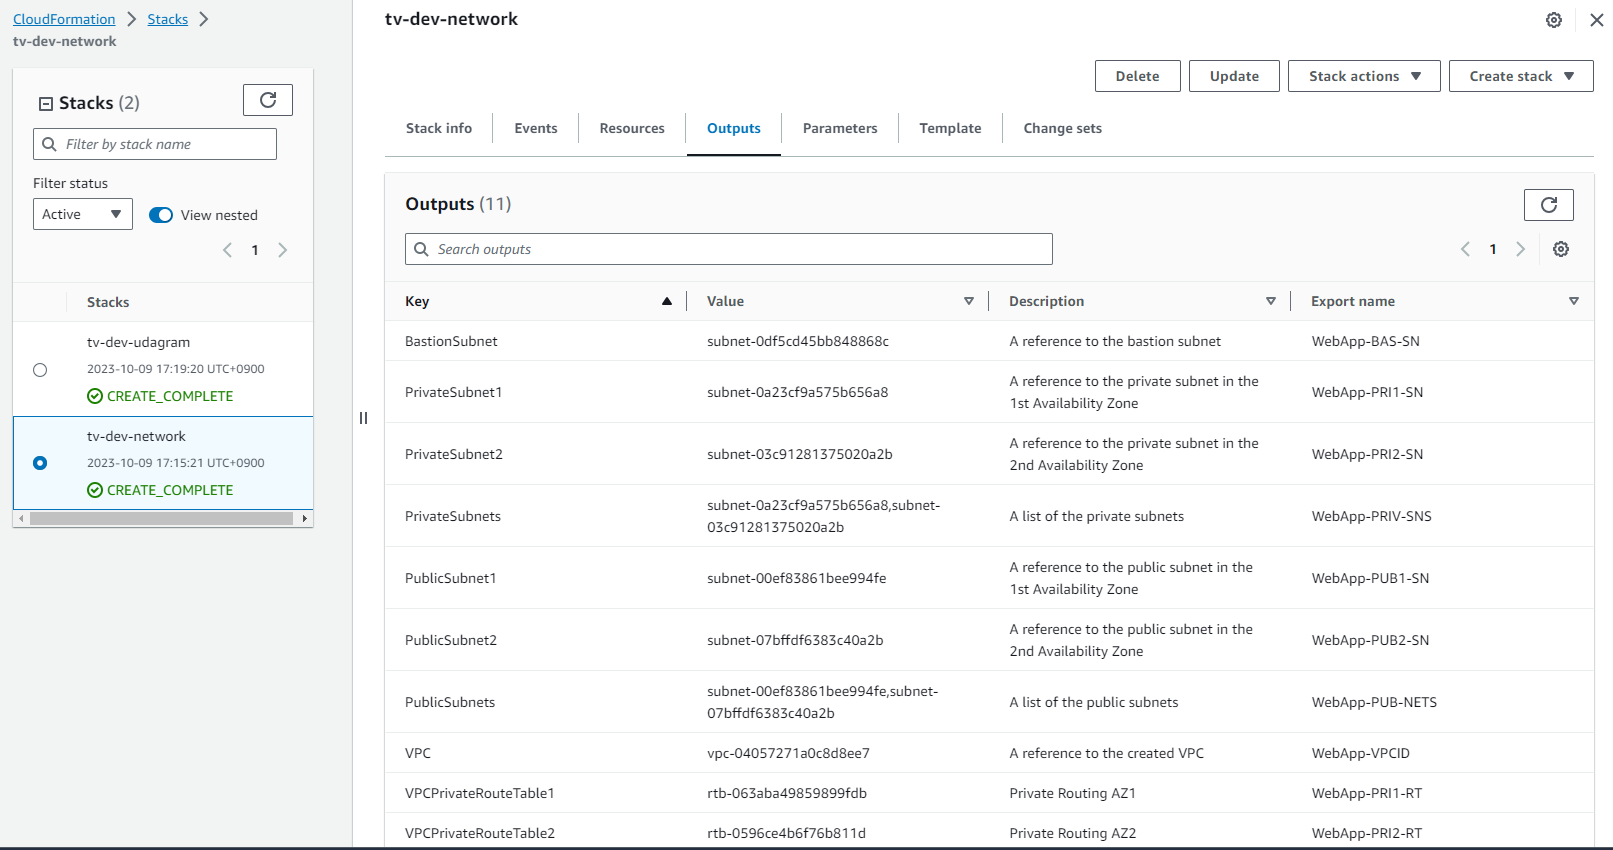 CloudFormation
Stacks
tv-dev-network
Stacks (2)
Filter by stack name
Filter status
Active
View nested
1
Stacks
tv-dev-udagram
2023-10-09 17:19:20 UTC+0900
CREATE_COMPLETE
tv-dev-network
2023-10-09 17:15:21 UTC+0900
CREATE_COMPLETE
tv-dev-network
Delete
Update
Stack actions
Create stack
Stack info
Events
Resources
Outputs
Parameters
Template
Change sets
Outputs (11)
Search outputs
1
Key
Value
Description
Export name
BastionSubnet
subnet-0df5cd45bb848868c
A reference to the bastion subnet
WebApp-BAS-SN
PrivateSubnet1
subnet-0a23cf9a575b656a8
A reference to the private subnet in the
1st Availability Zone
WebApp-PRI1-SN
PrivateSubnet2
subnet-03c91281375020a2b
A reference to the private subnet in the
2nd Availability Zone
WebApp-PRI2-SN
PrivateSubnets
subnet-0a23cf9a575b656a8,subnet-
03c91281375020a2b
A list of the private subnets
WebApp-PRIV-SNS
PublicSubnet1
subnet-00ef83861bee994fe
A reference to the public subnet in the
1st Availability Zone
WebApp-PUB1-SN
PublicSubnet2
subnet-07bffdf6383c40a2b
A reference to the public subnet in the
2nd Availability Zone
WebApp-PUB2-SN
PublicSubnets
subnet-00ef83861bee994fe,subnet-
07bffdf6383c40a2b
A list of the public subnets
WebApp-PUB-NETS
VPC
vpc-04057271a0c8d8ee7
A reference to the created VPC
WebApp-VPCID
VPCPrivateRouteTable1
rtb-063aba49859899fdb
Private Routing AZ1
WebApp-PRI1-RT
VPCPrivateRouteTable2
rtb-0596ce4b6f76b811d
Private Routing AZ2
WebApp-PRI2-RT